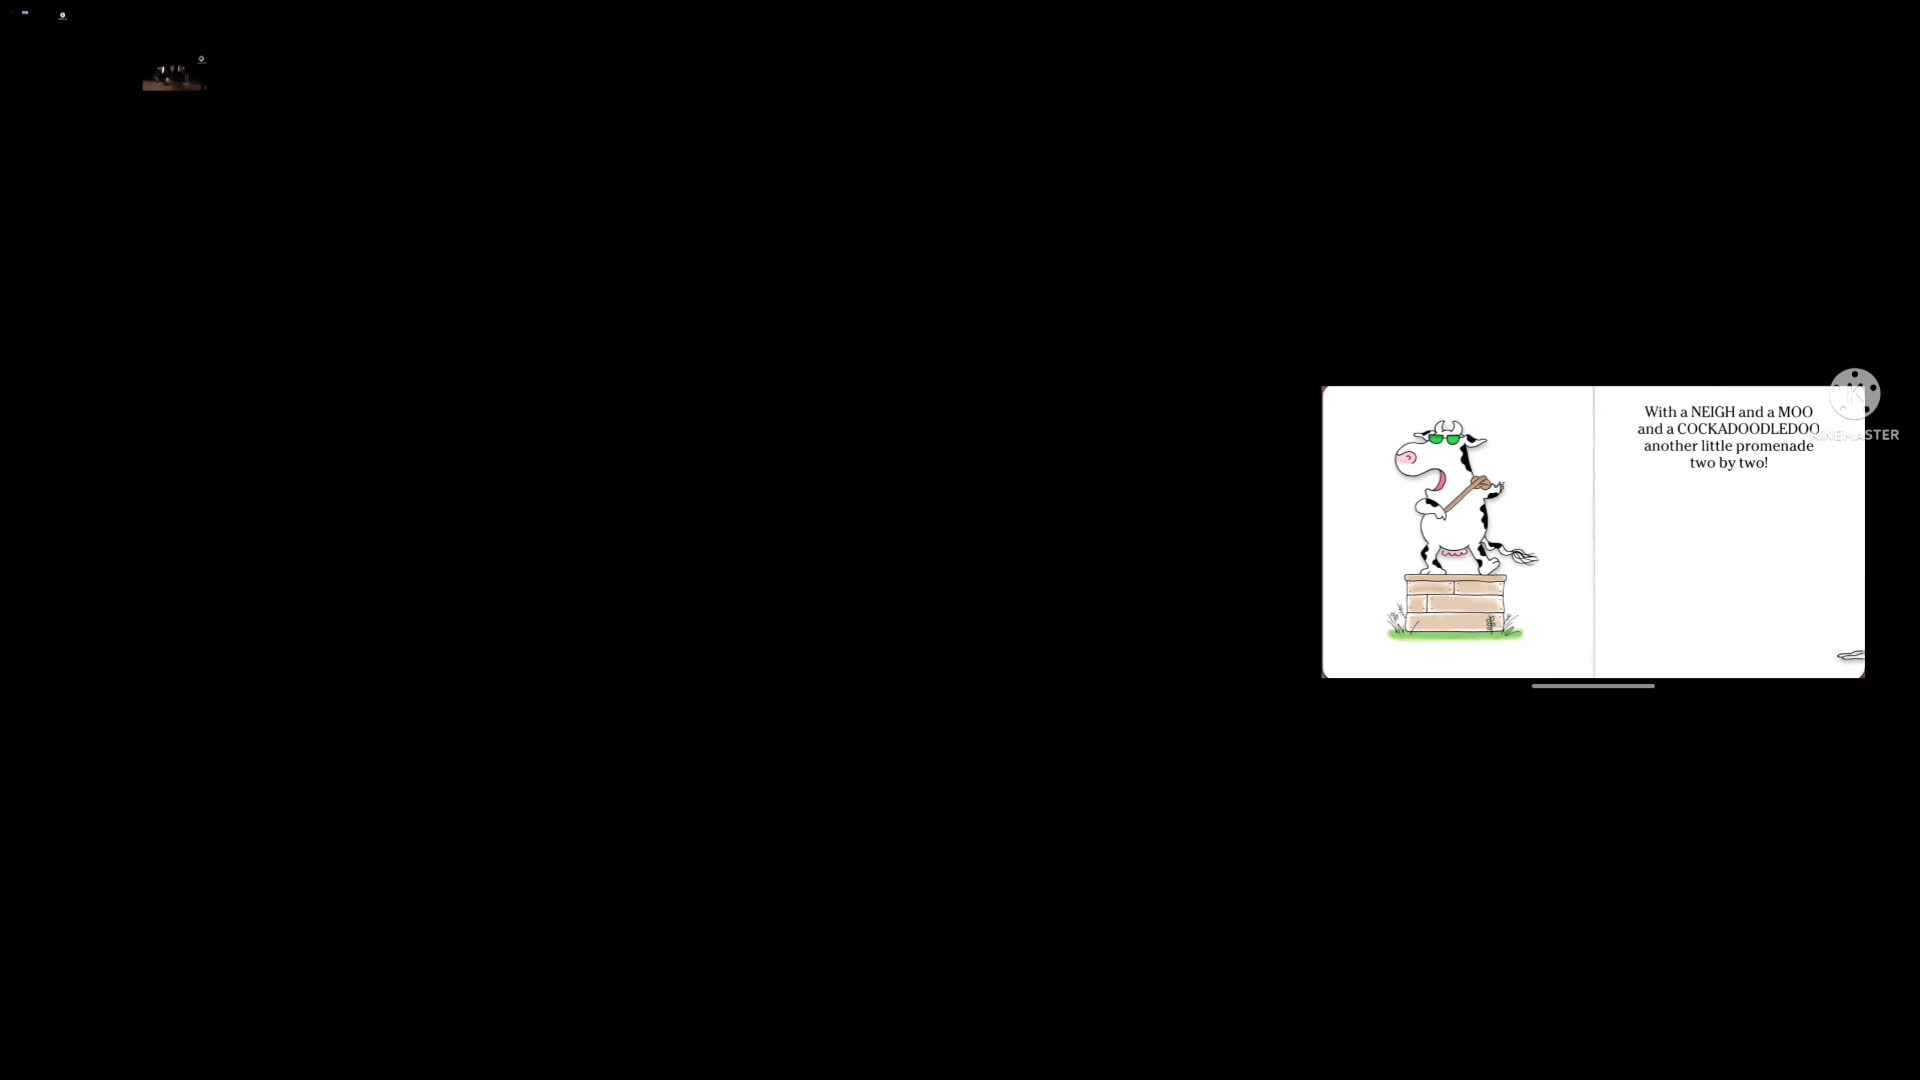 With a NEIGH and a MOO
and a COCKADOODLEDOO
another little promenade
two by two!
KINEMASTER